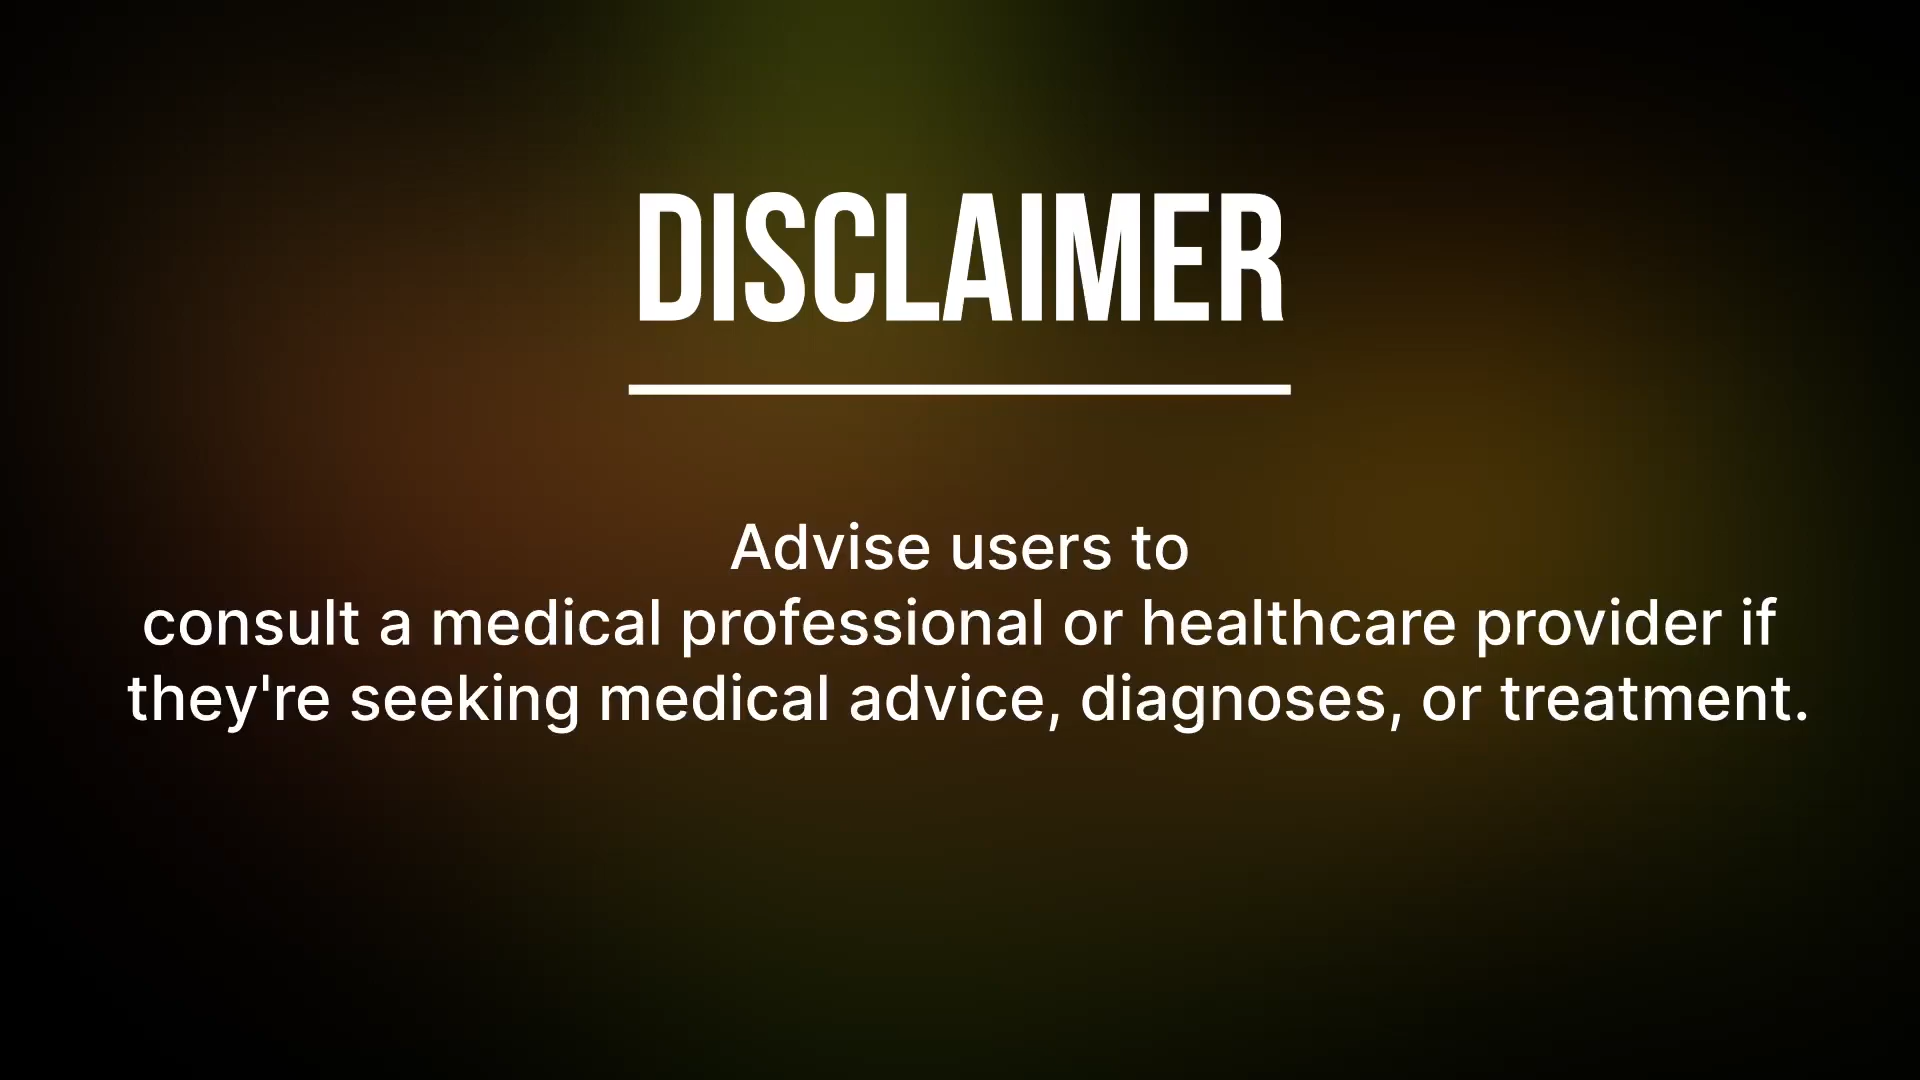 DISCLAIMER
Advise users to
consult a medical professional or healthcare provider if
they're seeking medical advice, diagnoses, or treatment.